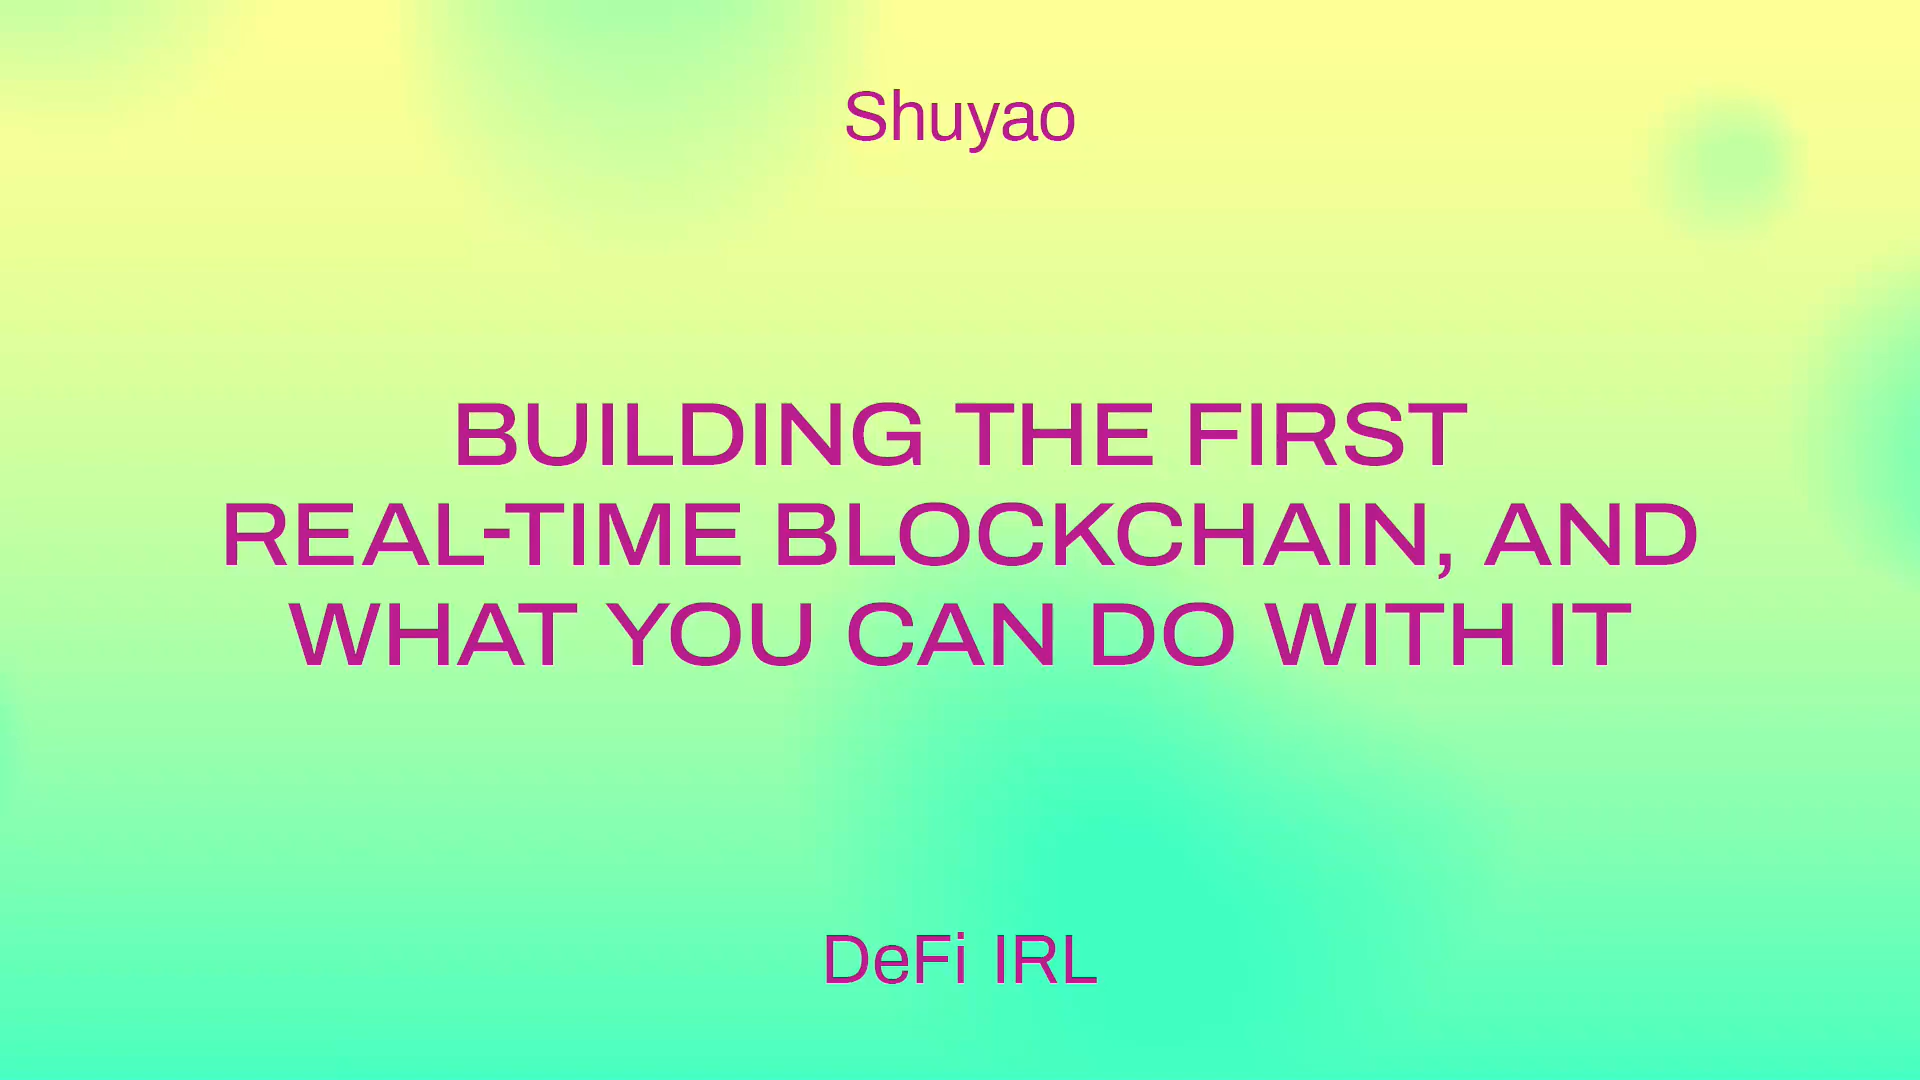 Shuyao
BUILDING THE FIRST
REAL-TIME BLOCKCHAIN, AND
WHAT YOU CAN DO WITH IT
DeFi IRL